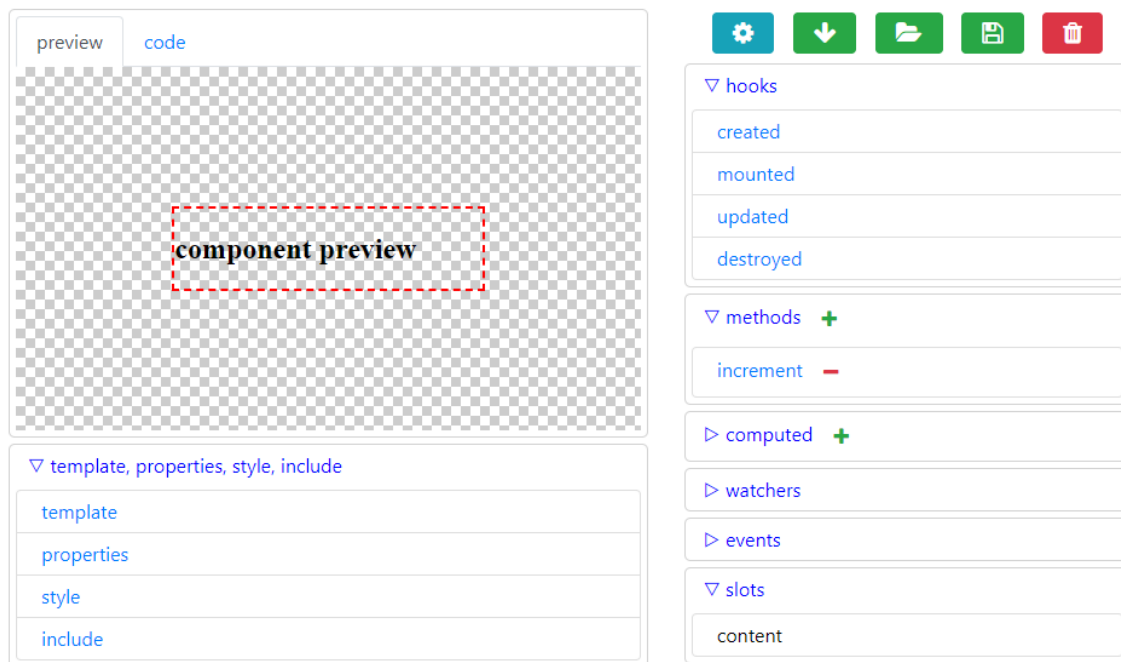 preview
code
component preview
template, properties, style, include
template
properties
style
include
hooks
created
mounted
updated
destroyed
methods
increment
computed
watchers
events
slots
content